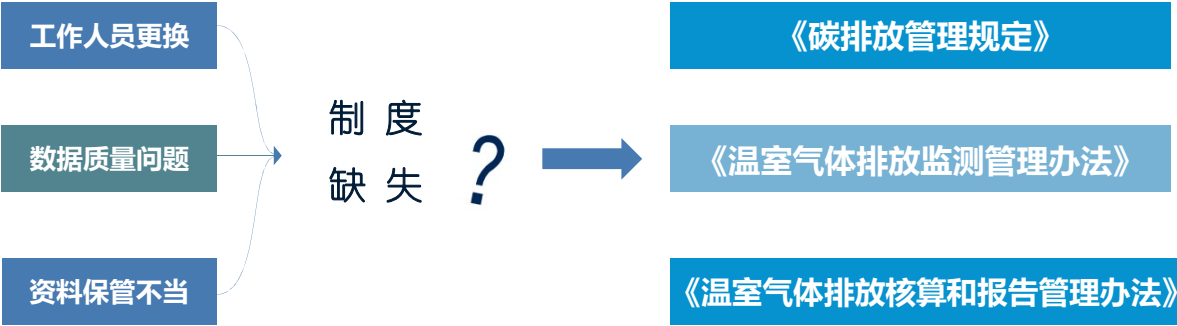 工作人员更换
数据质量问题
资料保管不当
制度
缺失
?
《碳排放管理规定》
《温室气体排放监测管理办法》
《温室气体排放核算和报告管理办法》